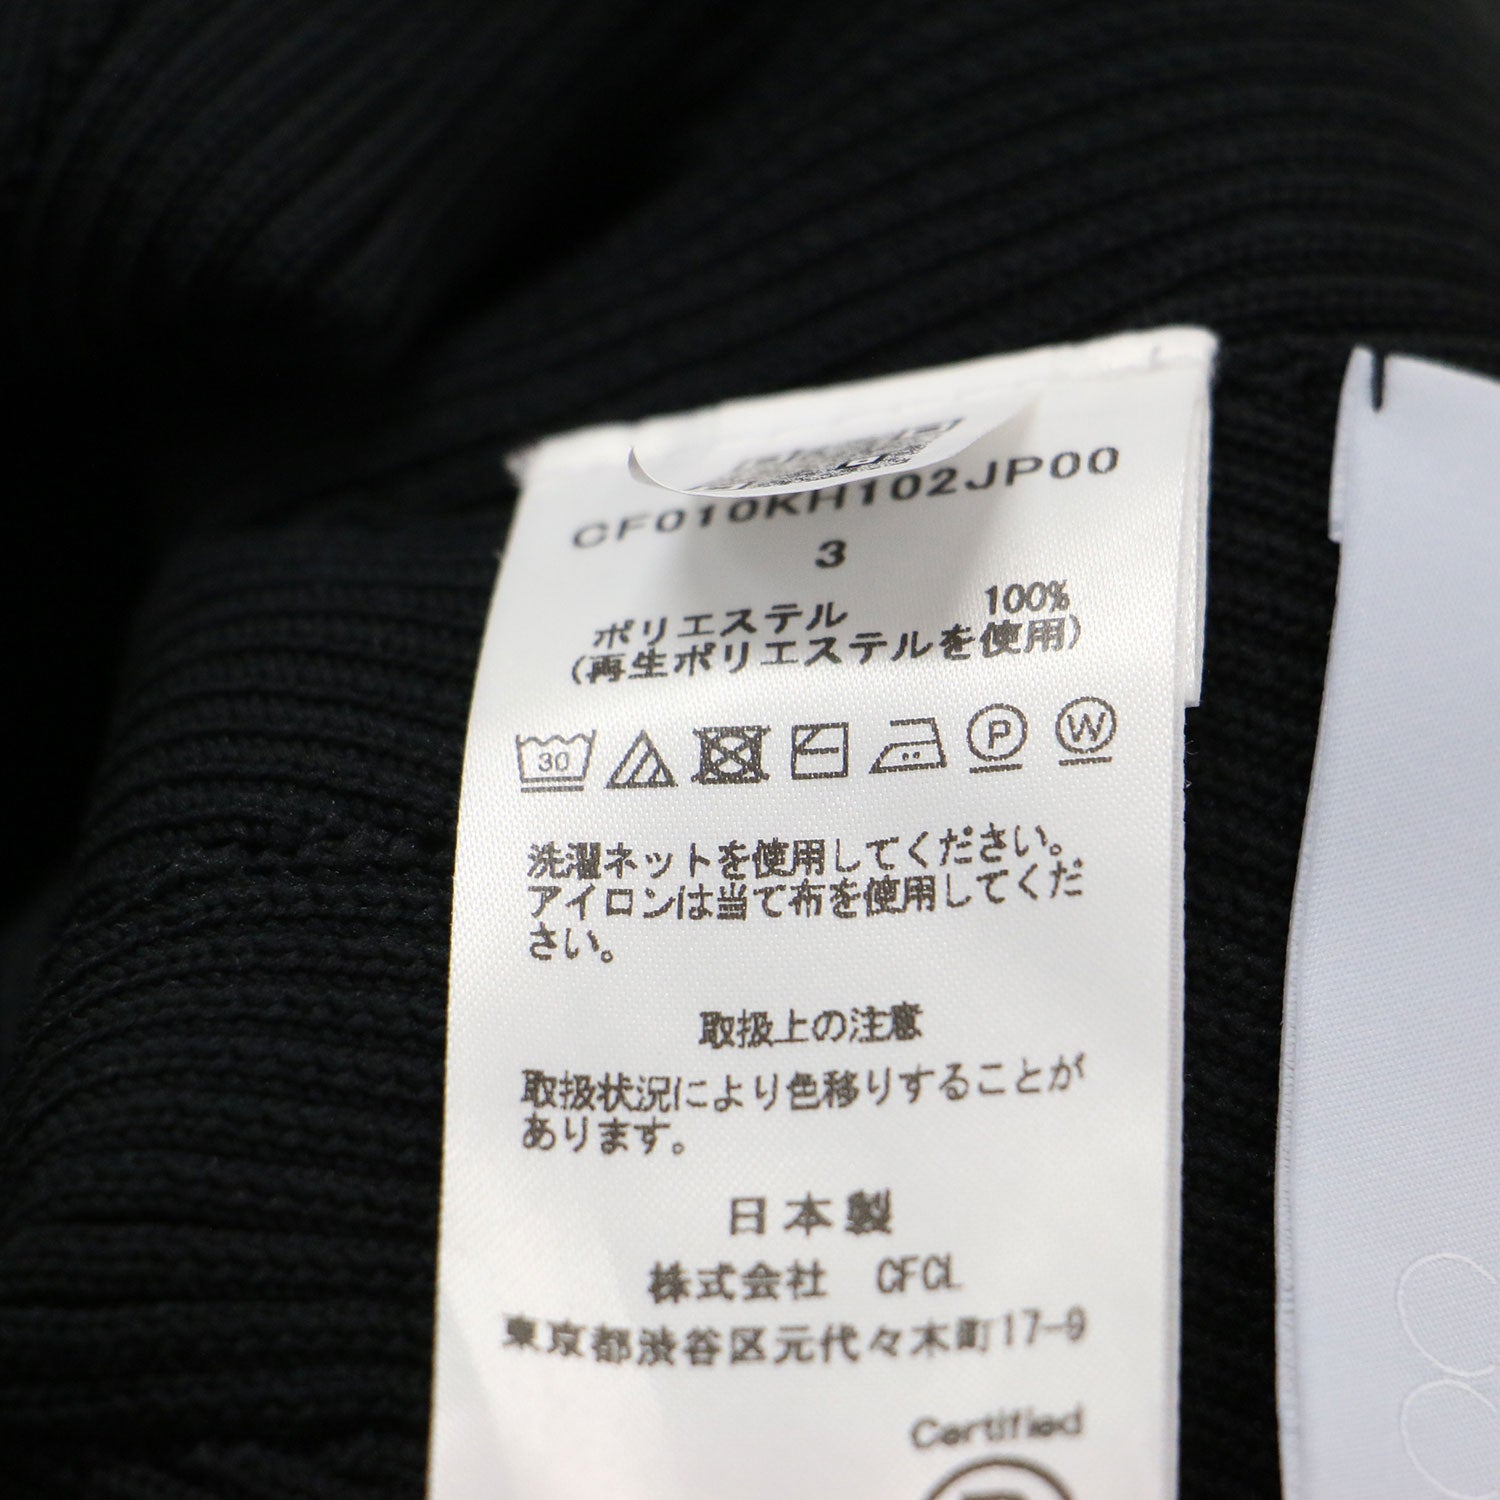 CF010KH102JP00
3
ポリエステル 100%
(再生ポリエステルを使用)
30 P W
洗濯ネットを使用してください。
アイロンは当て布を使用してくだ
さい。
取扱上の注意
取扱状況により色移りすることが
あります。
日本製
株式会社 CFCL
東京都渋谷区元代々木町17-9
Certified